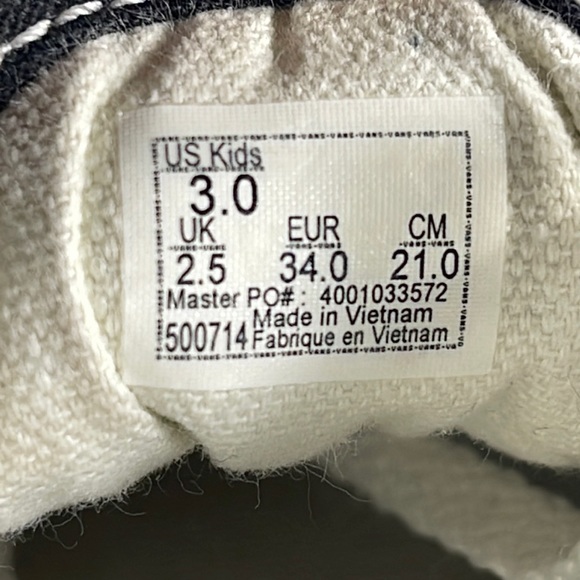 US Kids
3.0
UK EUR CM
2.5 34.0 21.0
Master PO# : 4001033572
Made in Vietnam
500714 Fabrique en Vietnam